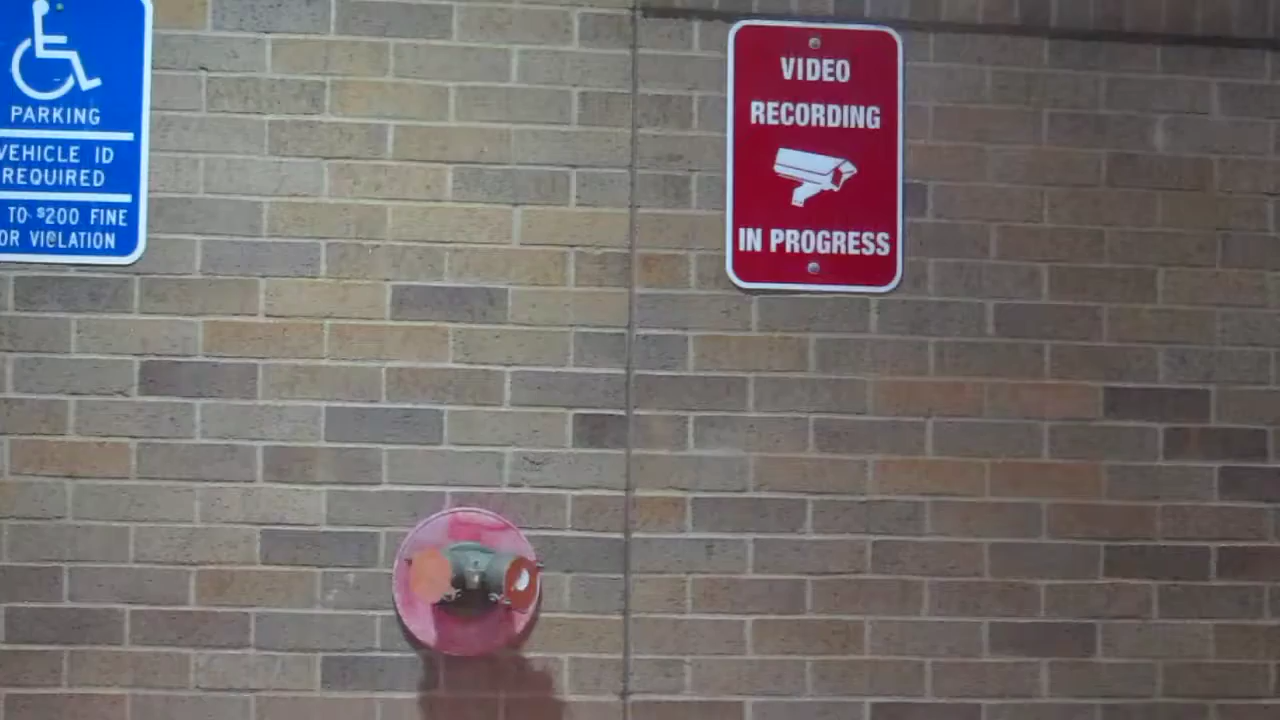 PARKING
VEHICLE ID
REQUIRED
TO $200 FINE
OR VIOLATION
VIDEO
RECORDING
IN PROGRESS